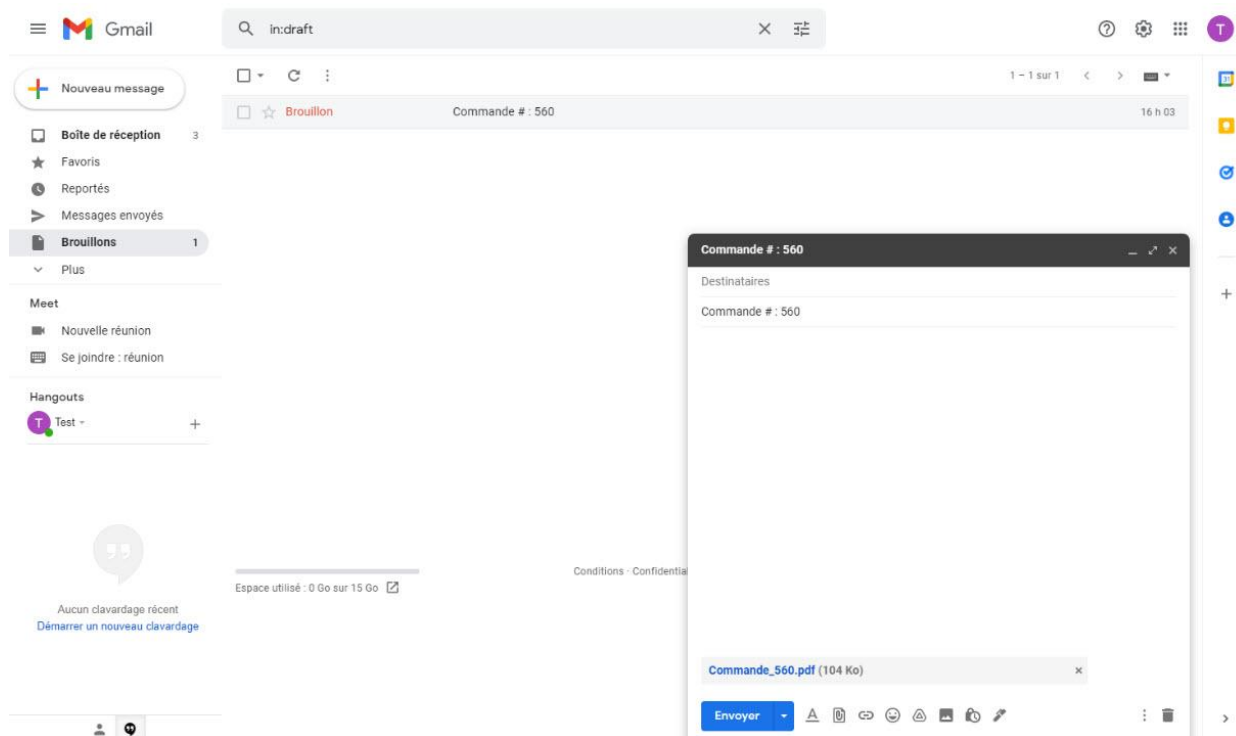 Gmail
in:draft
T
Nouveau message
1 – 1 sur 1
Brouillon Commande # : 560 16 h 03
Boîte de réception 3
Favoris
Reportés
Messages envoyés
Brouillons 1
Plus
Meet
Nouvelle réunion
Se joindre : réunion
Hangouts
T Test
Aucun clavardage récent
Démarrer un nouveau clavardage
Espace utilisé : 0 Go sur 15 Go
Conditions · Confidential
Commande # : 560
Destinataires
Commande # : 560
Commande_560.pdf (104 Ko)
Envoyer
31